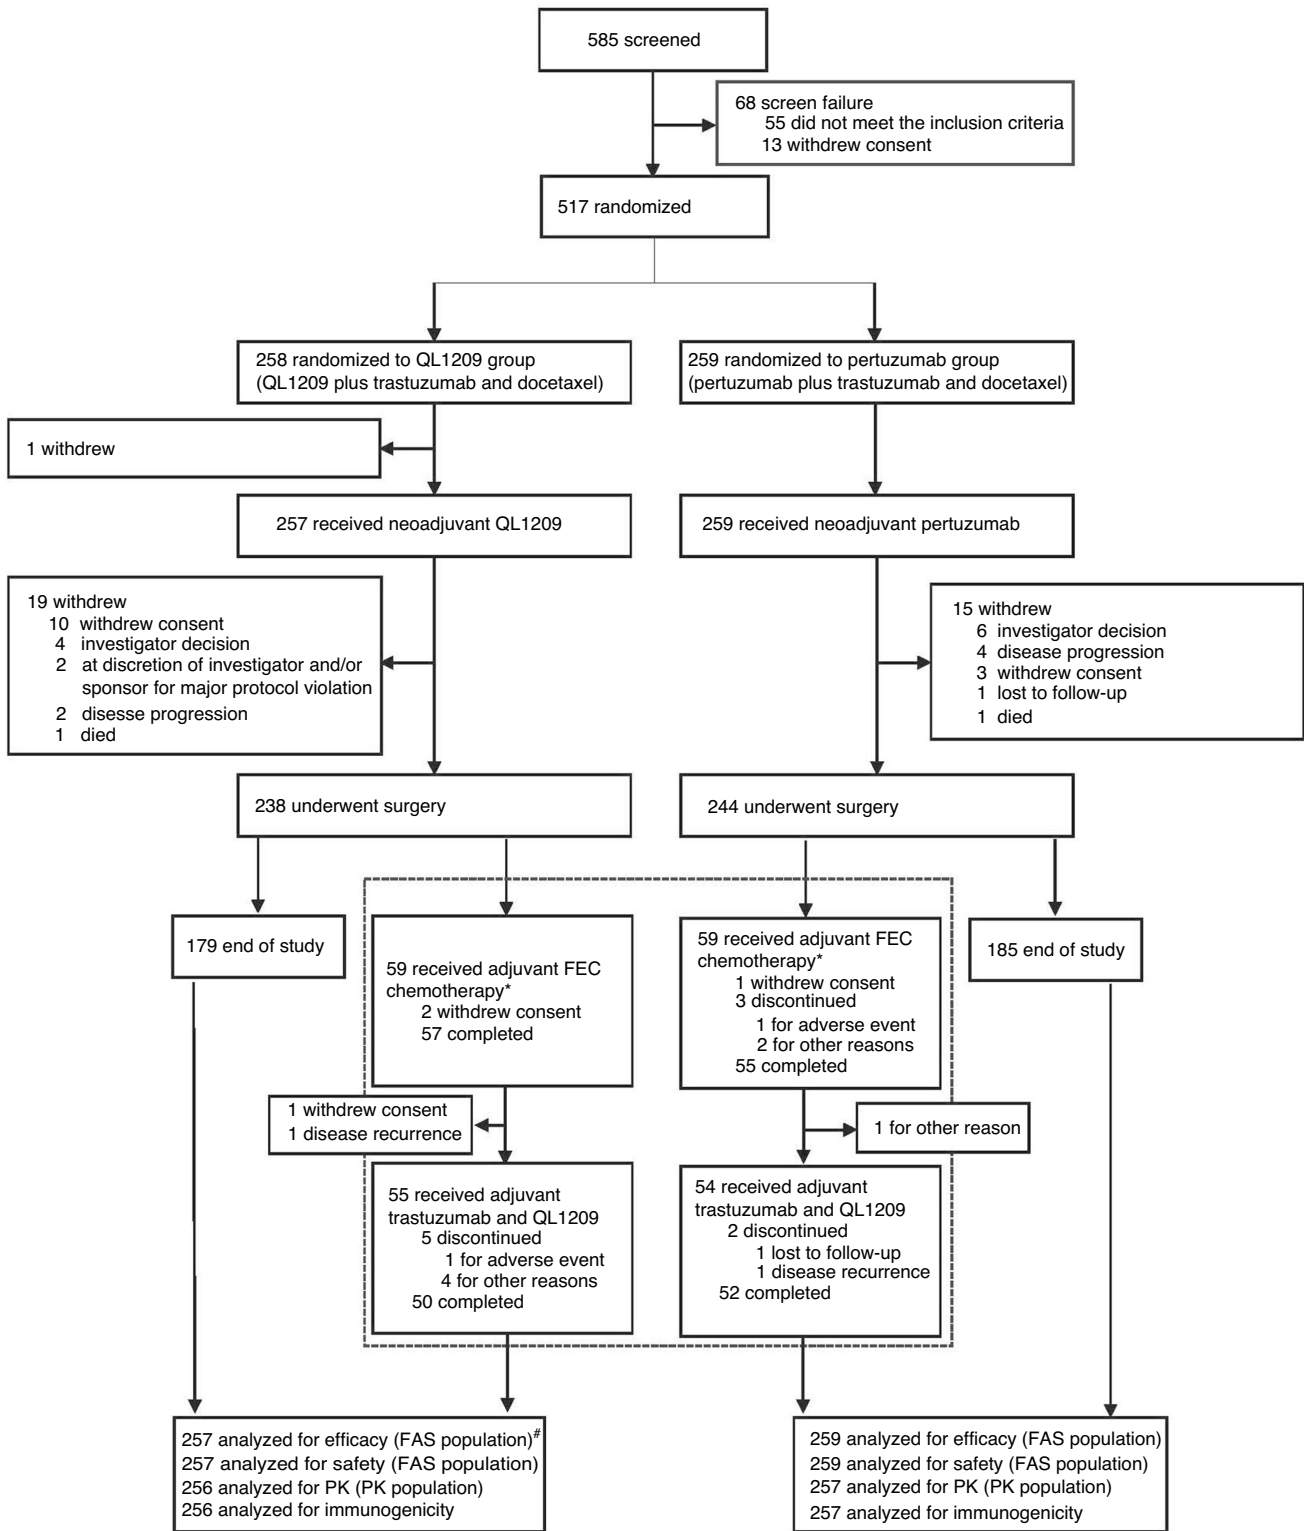 585 screened
68 screen failure
55 did not meet the inclusion criteria
13 withdrew consent
517 randomized
258 randomized to QL1209 group
(QL1209 plus trastuzumab and docetaxel)
259 randomized to pertuzumab group
(pertuzumab plus trastuzumab and docetaxel)
1 withdrew
257 received neoadjuvant QL1209
259 received neoadjuvant pertuzumab
19 withdrew
10 withdrew consent
4 investigator decision
2 at discretion of investigator and/or
sponsor for major protocol violation
2 disesse progression
1 died
15 withdrew
6 investigator decision
4 disease progression
3 withdrew consent
1 lost to follow-up
1 died
238 underwent surgery
244 underwent surgery
179 end of study
59 received adjuvant FEC
chemotherapy*
2 withdrew consent
57 completed
59 received adjuvant FEC
chemotherapy*
1 withdrew consent
3 discontinued
1 for adverse event
2 for other reasons
55 completed
185 end of study
1 withdrew consent
1 disease recurrence
1 for other reason
55 received adjuvant
trastuzumab and QL1209
5 discontinued
1 for adverse event
4 for other reasons
50 completed
54 received adjuvant
trastuzumab and QL1209
2 discontinued
1 lost to follow-up
1 disease recurrence
52 completed
257 analyzed for efficacy (FAS population)#
257 analyzed for safety (FAS population)
256 analyzed for PK (PK population)
256 analyzed for immunogenicity
259 analyzed for efficacy (FAS population)
259 analyzed for safety (FAS population)
257 analyzed for PK (PK population)
257 analyzed for immunogenicity